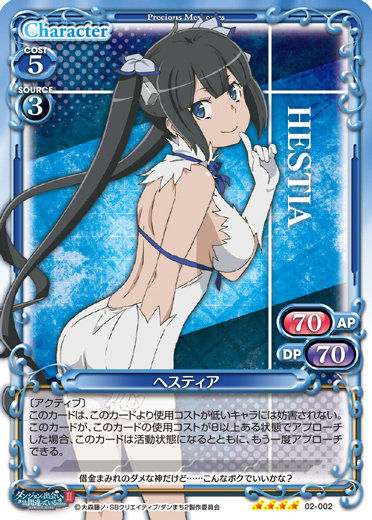 Precious Memories
Character
COST
5
SOURCE
3
HESTIA
70 AP
DP 70
ヘスティア
[アクティブ]
このカードは、このカードより使用コストが低いキャラには妨害されない。
このカードが、このカードの使用コストが8以上ある状態でアプローチ
した場合、このカードは活動状態になるとともに、もう一度アプローチ
できる。
借金まみれのダメな神だけど……こんなボクでいいかな?
ダンジョンに出会いを
求めるのは間違っているだろうか II
©大森藤ノ・SBクリエイティブ/ダンまち2製作委員会
02-002